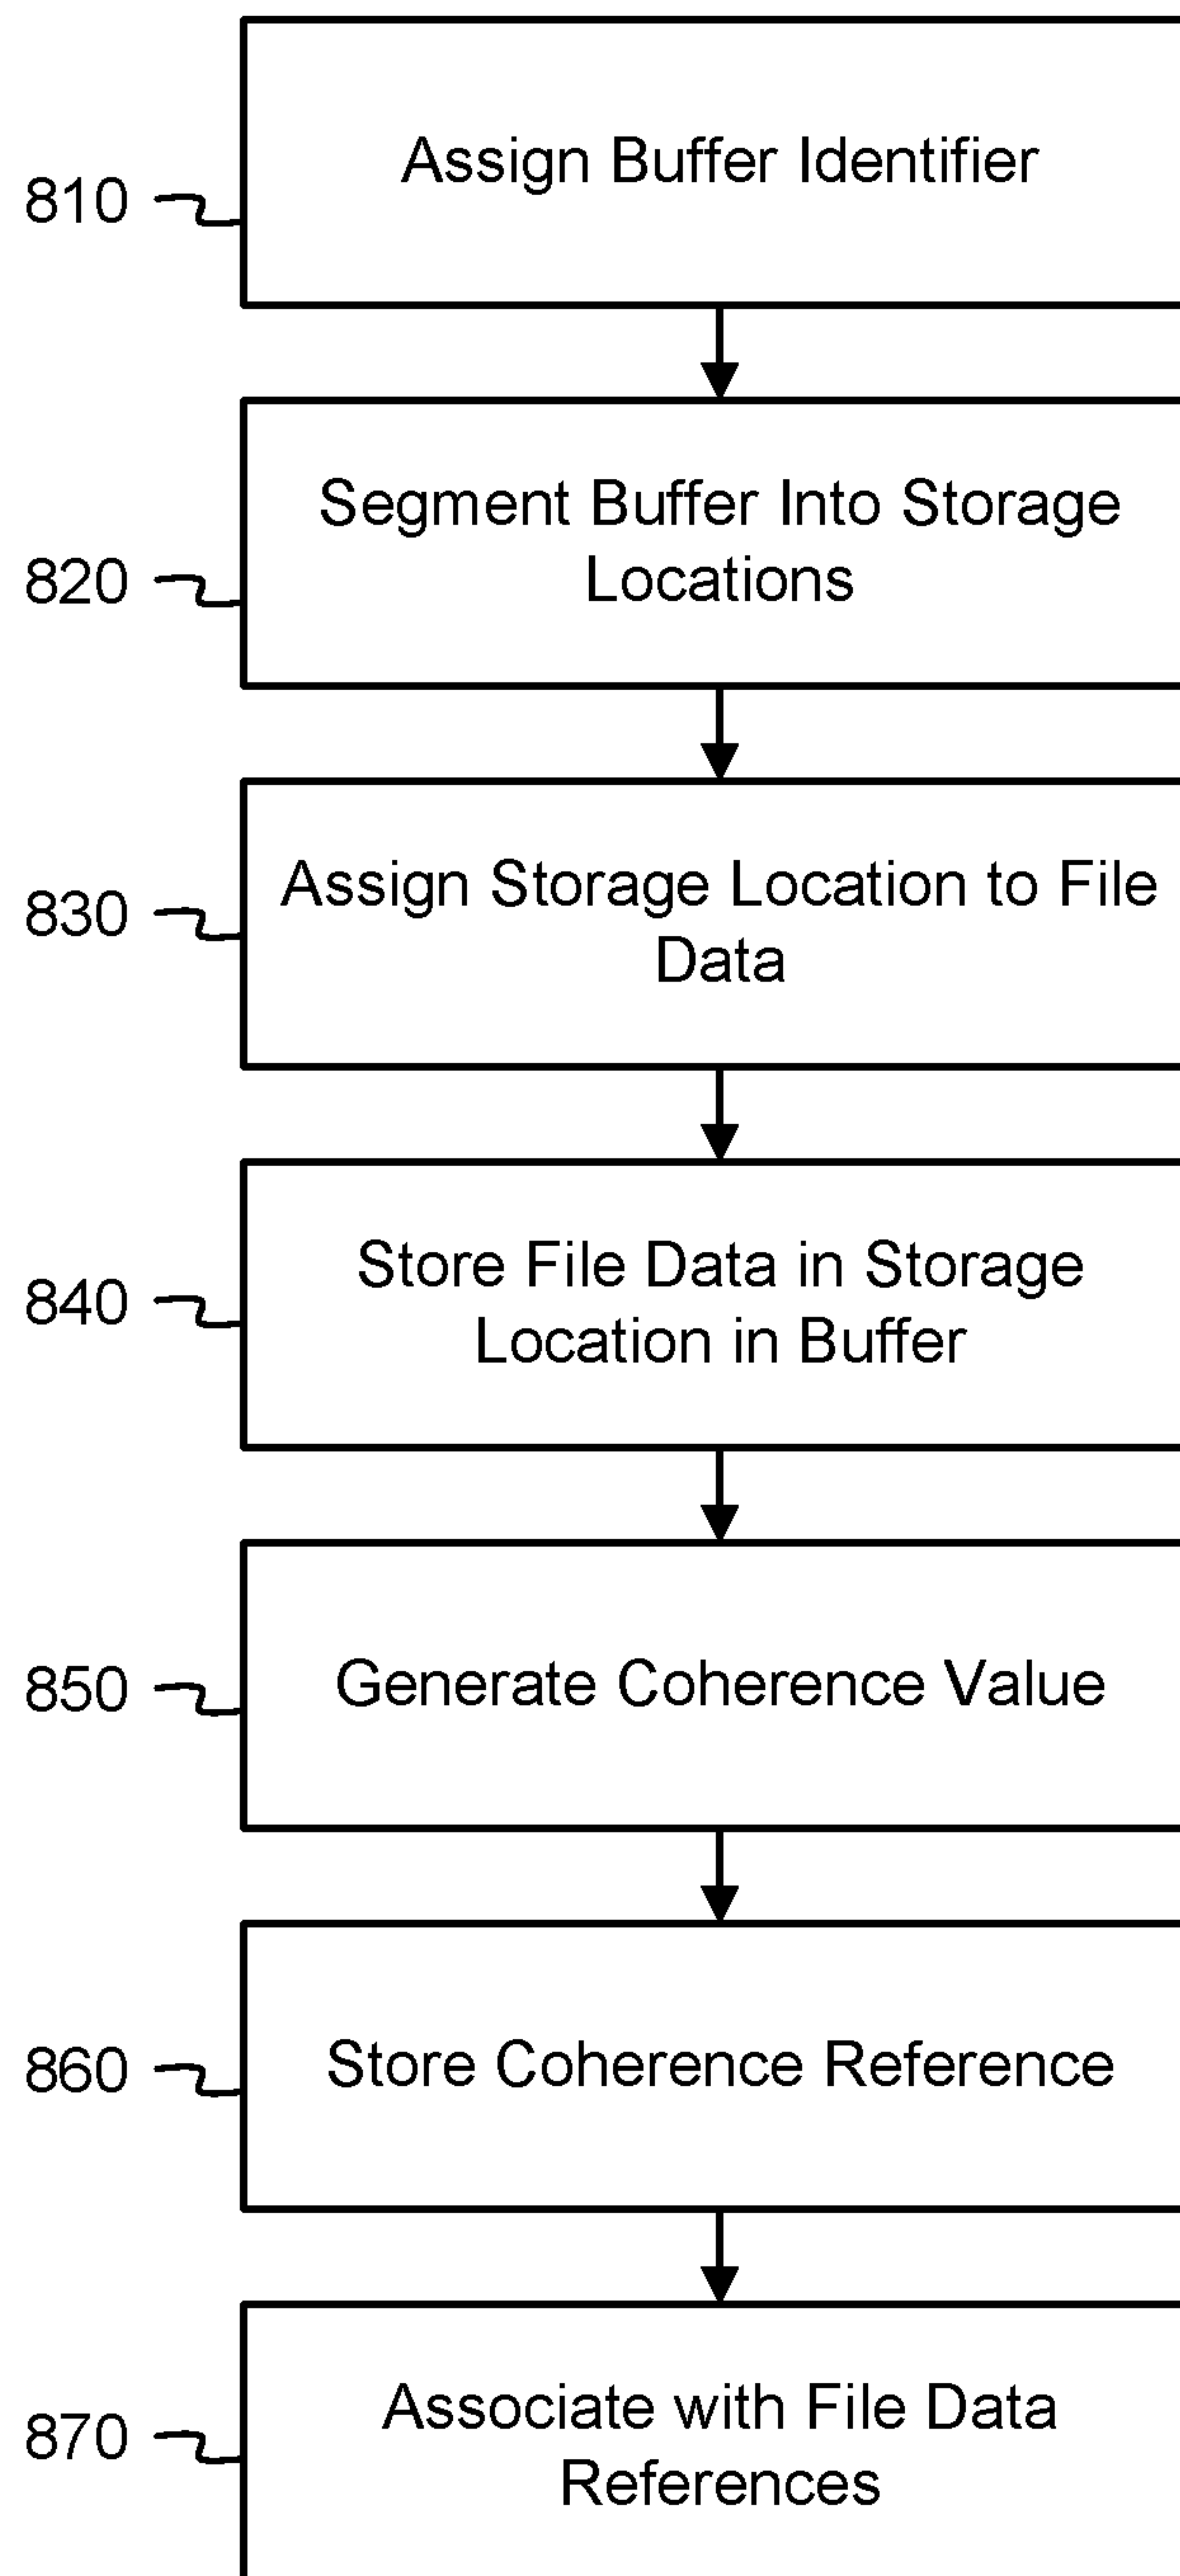 Assign Buffer Identifier
810
Segment Buffer Into Storage
Locations
820
Assign Storage Location to File
Data
830
Store File Data in Storage
Location in Buffer
840
Generate Coherence Value
850
Store Coherence Reference
860
Associate with File Data
References
870